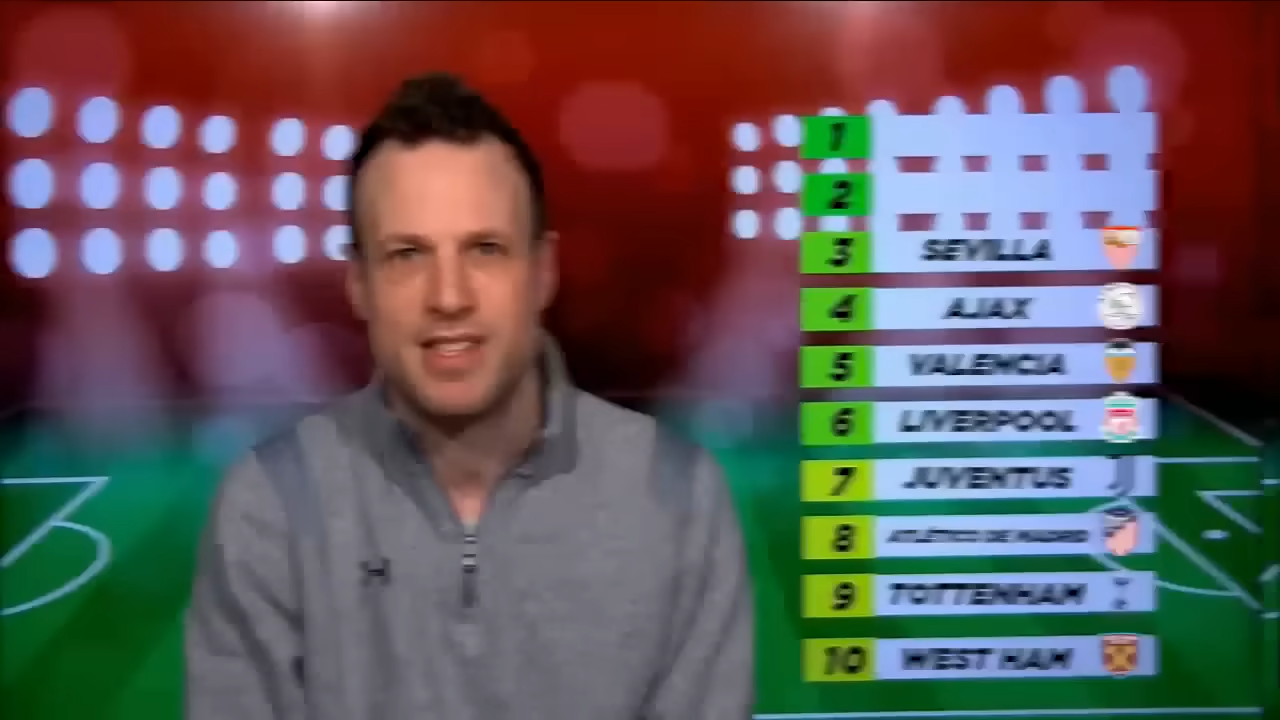 1
2
3 SEVILLA
4 AJAX
5 VALENCIA
6 LIVERPOOL
7 JUVENTUS
8 ATLÉTICO DE MADRID
9 TOTTENHAM
10 WEST HAM